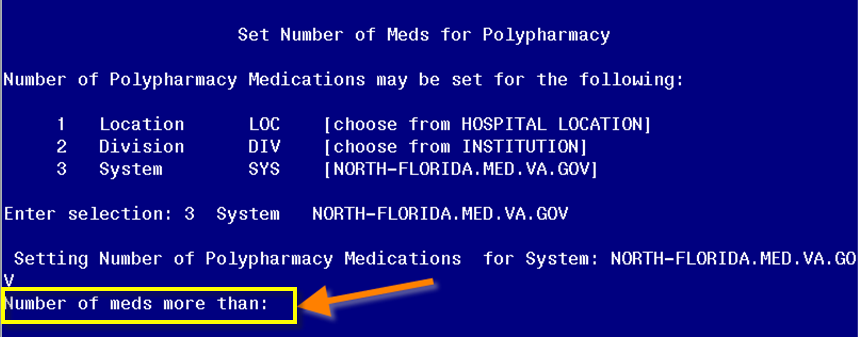 Set Number of Meds for Polypharmacy
Number of Polypharmacy Medications may be set for the following:
1 Location LOC [choose from HOSPITAL LOCATION]
2 Division DIV [choose from INSTITUTION]
3 System SYS [NORTH-FLORIDA.MED.VA.GOV]
Enter selection: 3 System NORTH-FLORIDA.MED.VA.GOV
Setting Number of Polypharmacy Medications for System: NORTH-FLORIDA.MED.VA.GO
V
Number of meds more than: